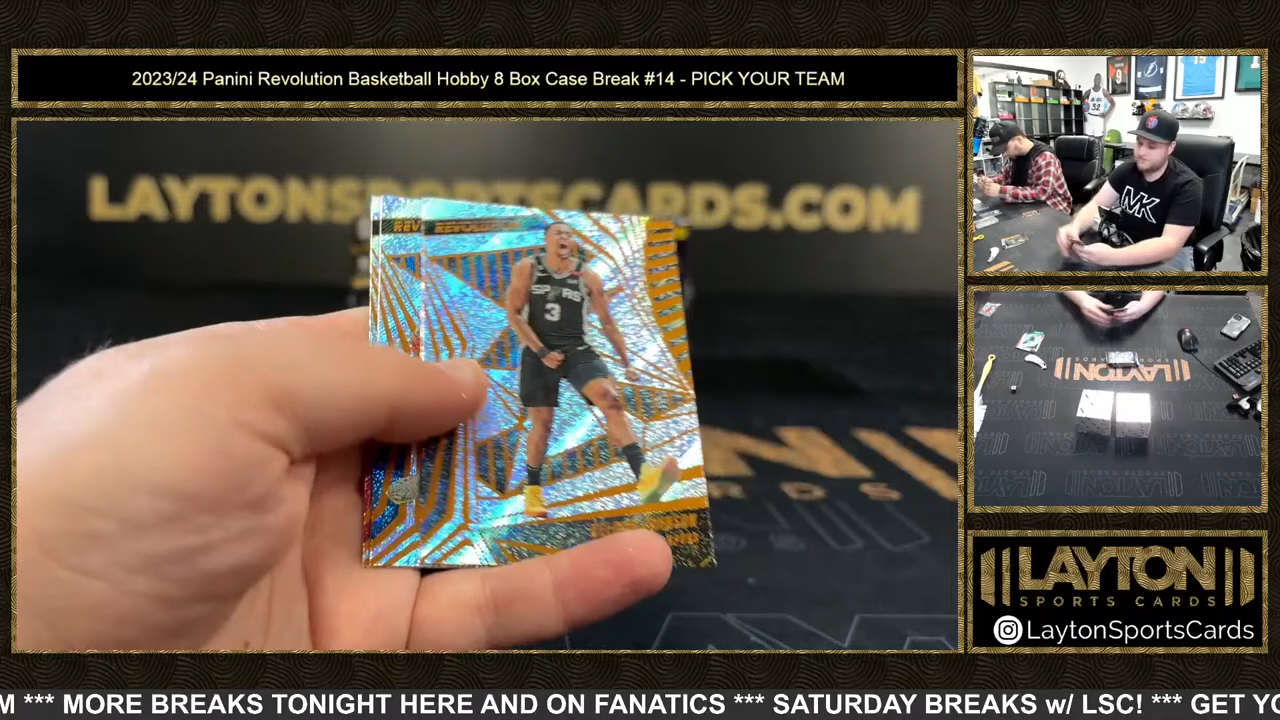 2023/24 Panini Revolution Basketball Hobby 8 Box Case Break #14 - PICK YOUR TEAM
LAYTONSPORTSCARDS.COM
SPURS
3
LAYTON
SPORTS CARDS
LaytonSportsCards
M *** MORE BREAKS TONIGHT HERE AND ON FANATICS *** SATURDAY BREAKS w/ LSC! *** GET YO